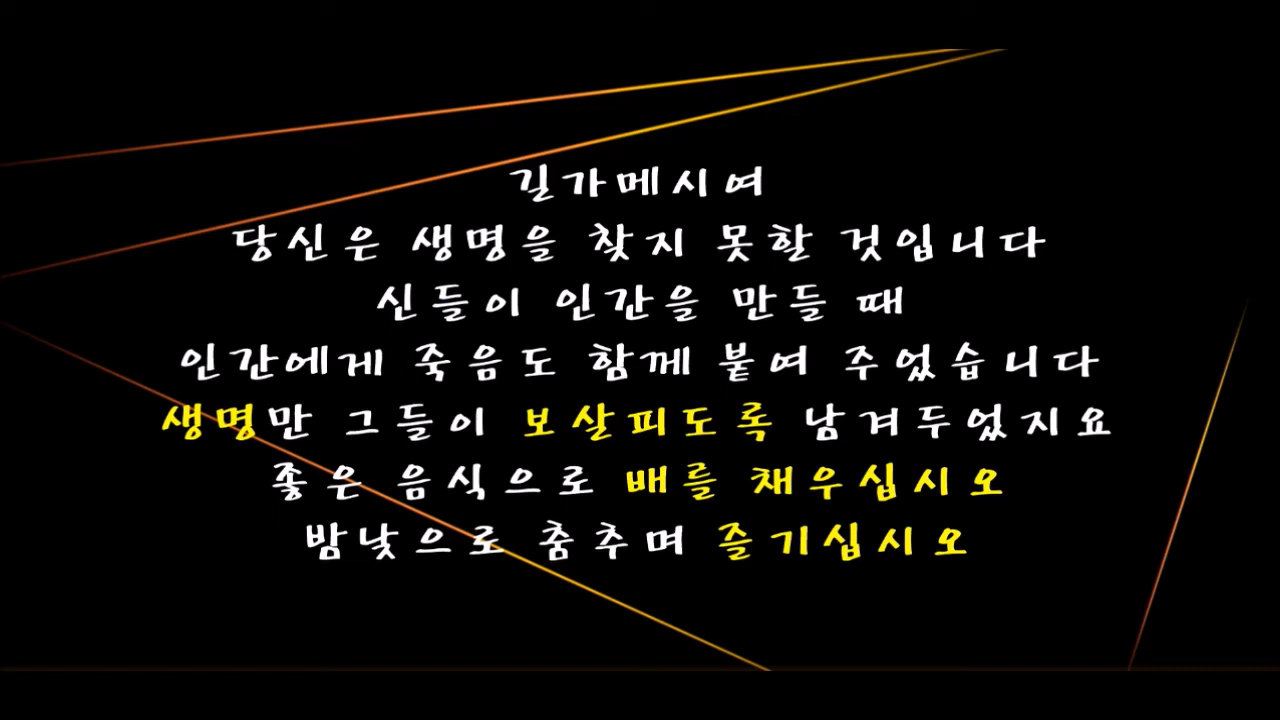 길가메시여
당신은 생명을 찾지 못할 것입니다
신들이 인간을 만들 때
인간에게 죽음도 함께 붙여 주었습니다
생명만 그들이 보살피도록 남겨두었지요
좋은 음식으로 배를 채우십시오
밤낮으로 춤추며 즐기십시오